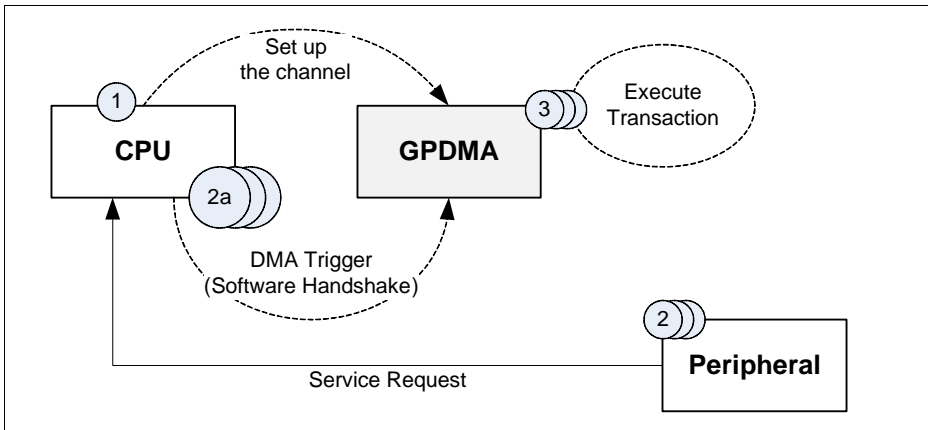 Set up
the channel
1
CPU
GPDMA
3
Execute
Transaction
2a
DMA Trigger
(Software Handshake)
2
Peripheral
Service Request